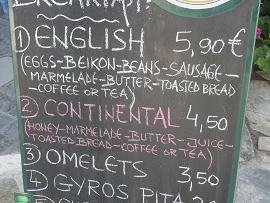 BREAKFAST:
1) ENGLISH 5,90€
(EGGS-BEIKON-BEANS-SAUSAGE-
MARMELADE-BUTTER-TOASTED BREAD
-COFFEE OR TEA)
2) CONTINENTAL 4,50
(HONEY-MARMELADE-BUTTER-JUICE-
TOASTED BREAD-COFFEE OR TEA)
3) OMELETS 3,50
4) GYROS PITA